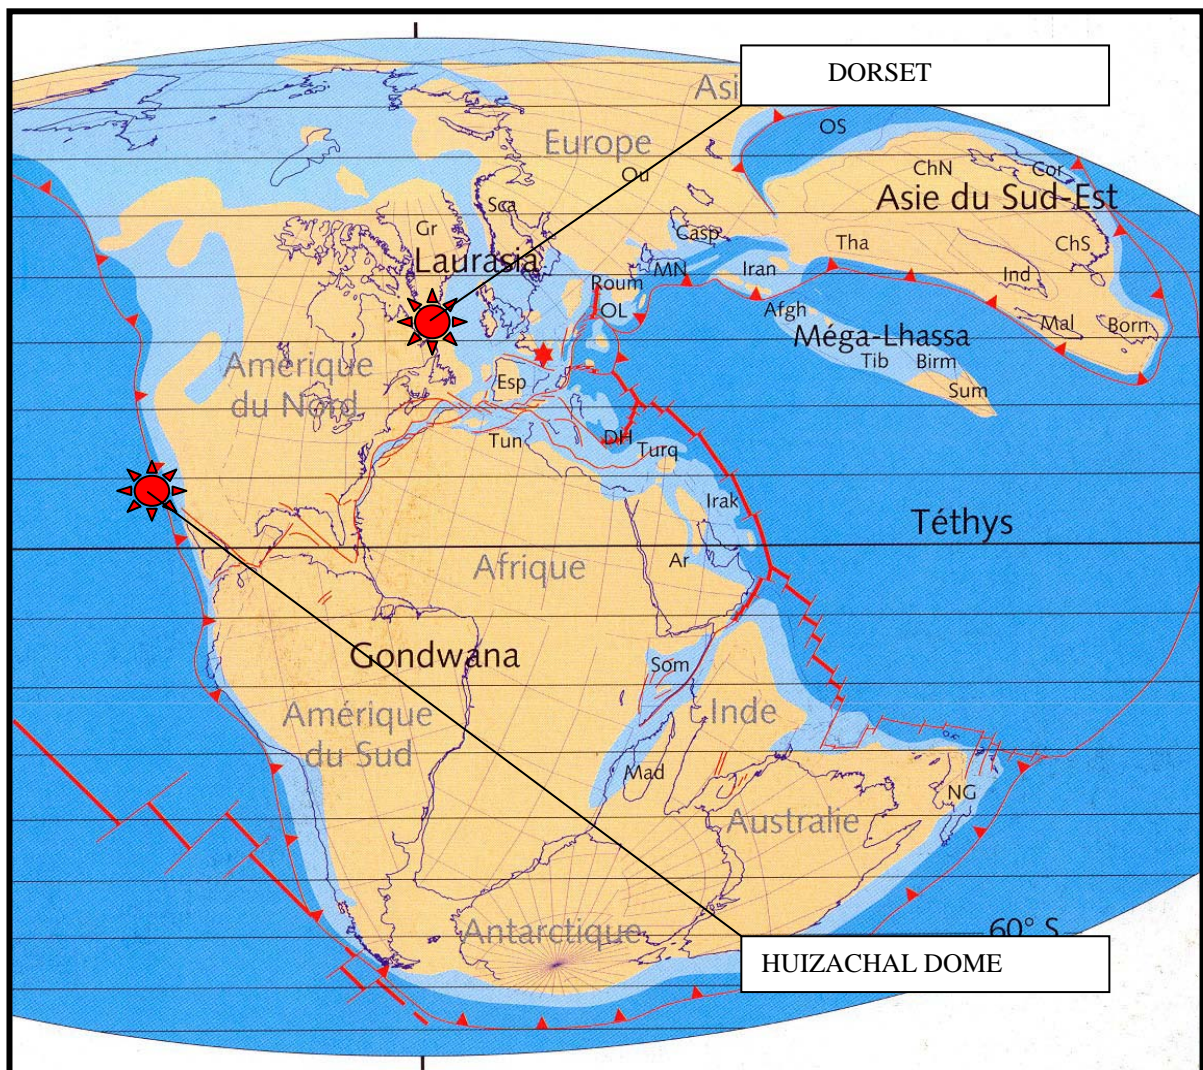 DORSET
Asi
OS
Europe
Ou
ChN
Cor
Asie du Sud-Est
Sca
Gr
Casp
Tha
ChS
Laurasia
MN
Iran
Ind
Roum
OL
Afgh
Mal
Born
Méga-Lhassa
Tib
Birm
Amérique
du Nord
Esp
Sum
Tun
DH
Turq
Irak
Téthys
Afrique
Ar
Gondwana
Som
Amérique
du Sud
Inde
Mad
NG
Australie
Antarctique
60° S
HUIZACHAL DOME